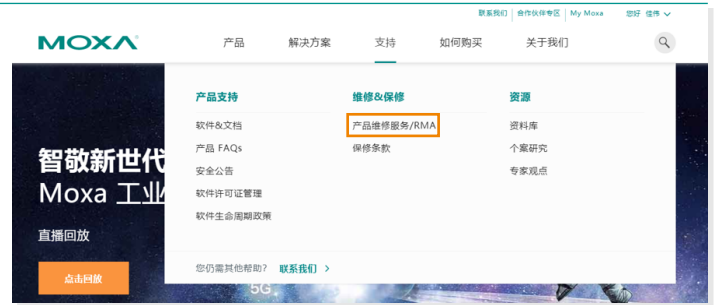 联系我们 合作伙伴专区 My Moxa 您好 佳伟
MOXA 产品 解决方案 支持 如何购买 关于我们
产品支持 维修&保修 资源
软件&文档 产品维修服务/RMA 资料库
产品 FAQs 保修条款 个案研究
安全公告 专家观点
软件许可证管理
软件生命周期政策
智敬新世代
Moxa 工业
直播回放
您仍需其他帮助? 联系我们
点击回放
5G